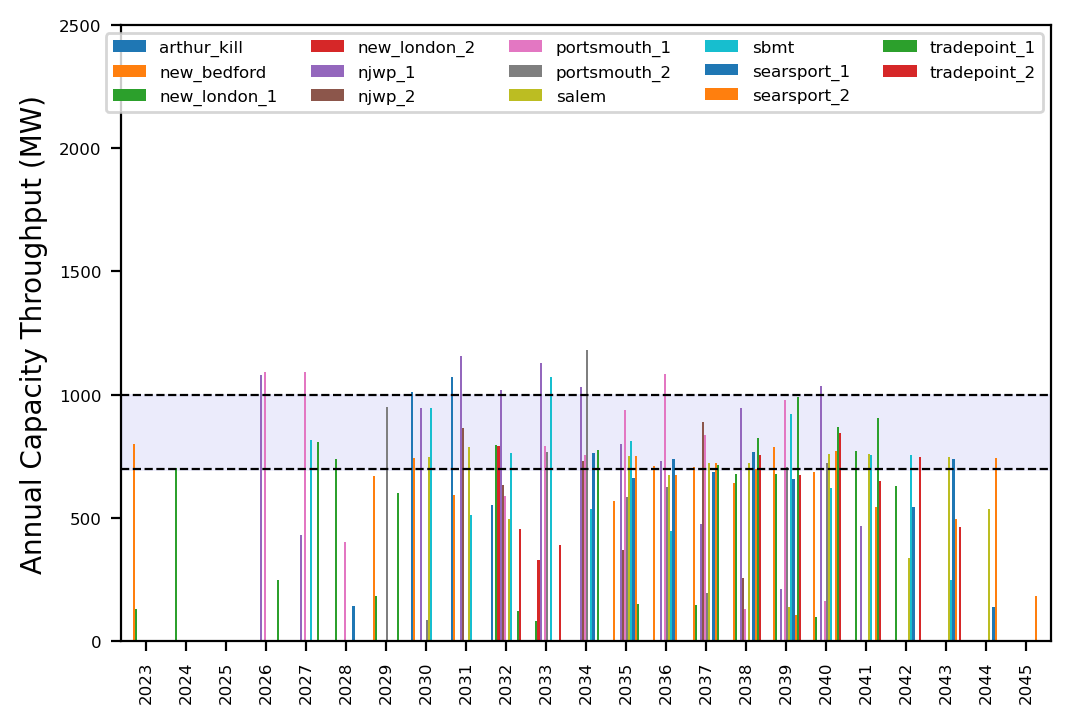 2500
2000
1500
1000
500
0
Annual Capacity Throughput (MW)
arthur_kill
new_bedford
new_london_1
new_london_2
njwp_1
njwp_2
portsmouth_1
portsmouth_2
salem
sbmt
searsport_1
searsport_2
tradepoint_1
tradepoint_2
2023
2024
2025
2026
2027
2028
2029
2030
2031
2032
2033
2034
2035
2036
2037
2038
2039
2040
2041
2042
2043
2044
2045